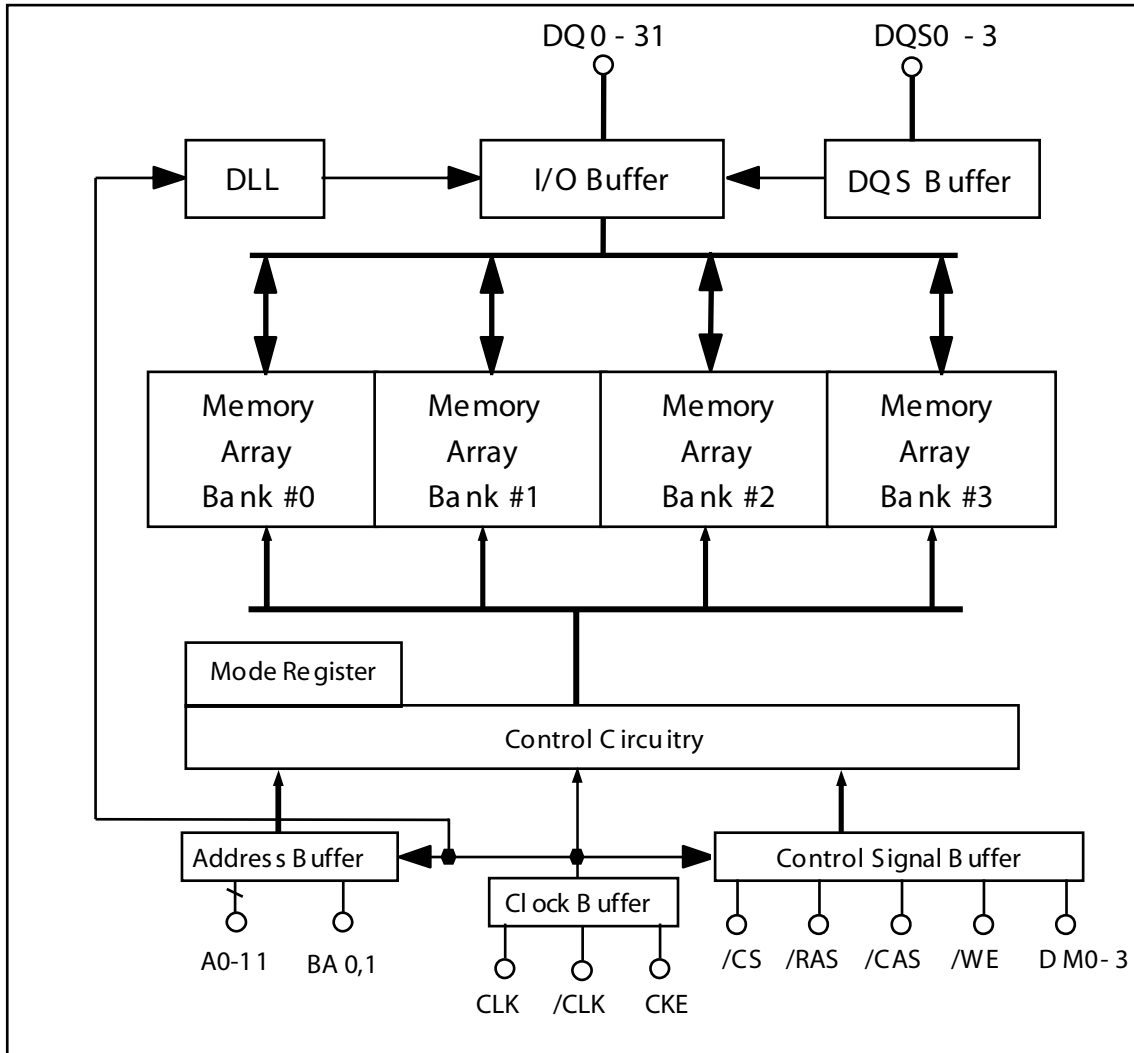 DQ0 - 31
DQS0 - 3
DLL
I/O Buffer
DQS Buffer
Memory
Array
Bank #0
Memory
Array
Bank #1
Memory
Array
Bank #2
Memory
Array
Bank #3
Mode Register
Control Circuitry
Address Buffer
Control Signal Buffer
Clock Buffer
A0-11
BA 0,1
/CS
/RAS
/CAS
/WE
DM0-3
CLK
/CLK
CKE